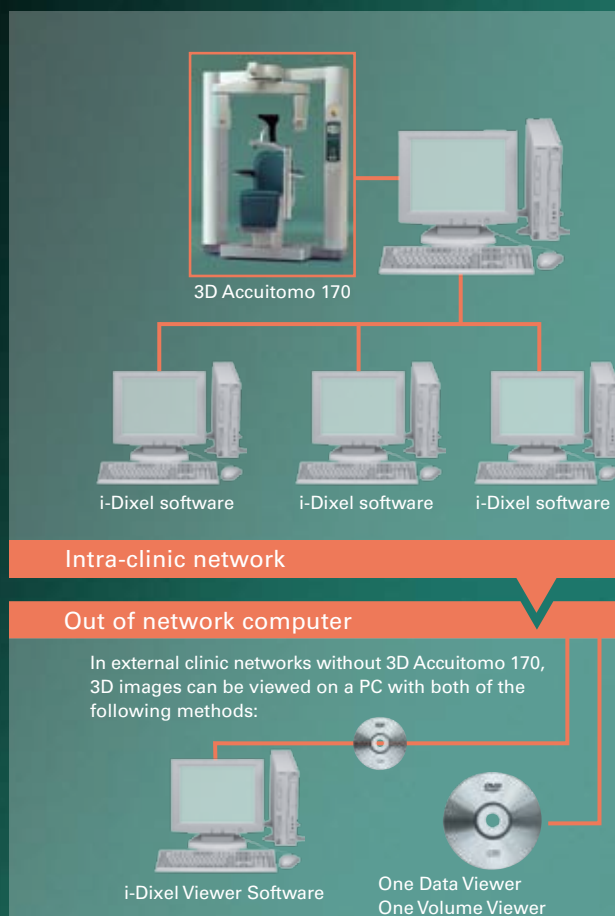 3D Accuitomo 170
i-Dixel software
i-Dixel software
i-Dixel software
Intra-clinic network
Out of network computer
In external clinic networks without 3D Accuitomo 170,
3D images can be viewed on a PC with both of the
following methods:
i-Dixel Viewer Software
One Data Viewer
One Volume Viewer